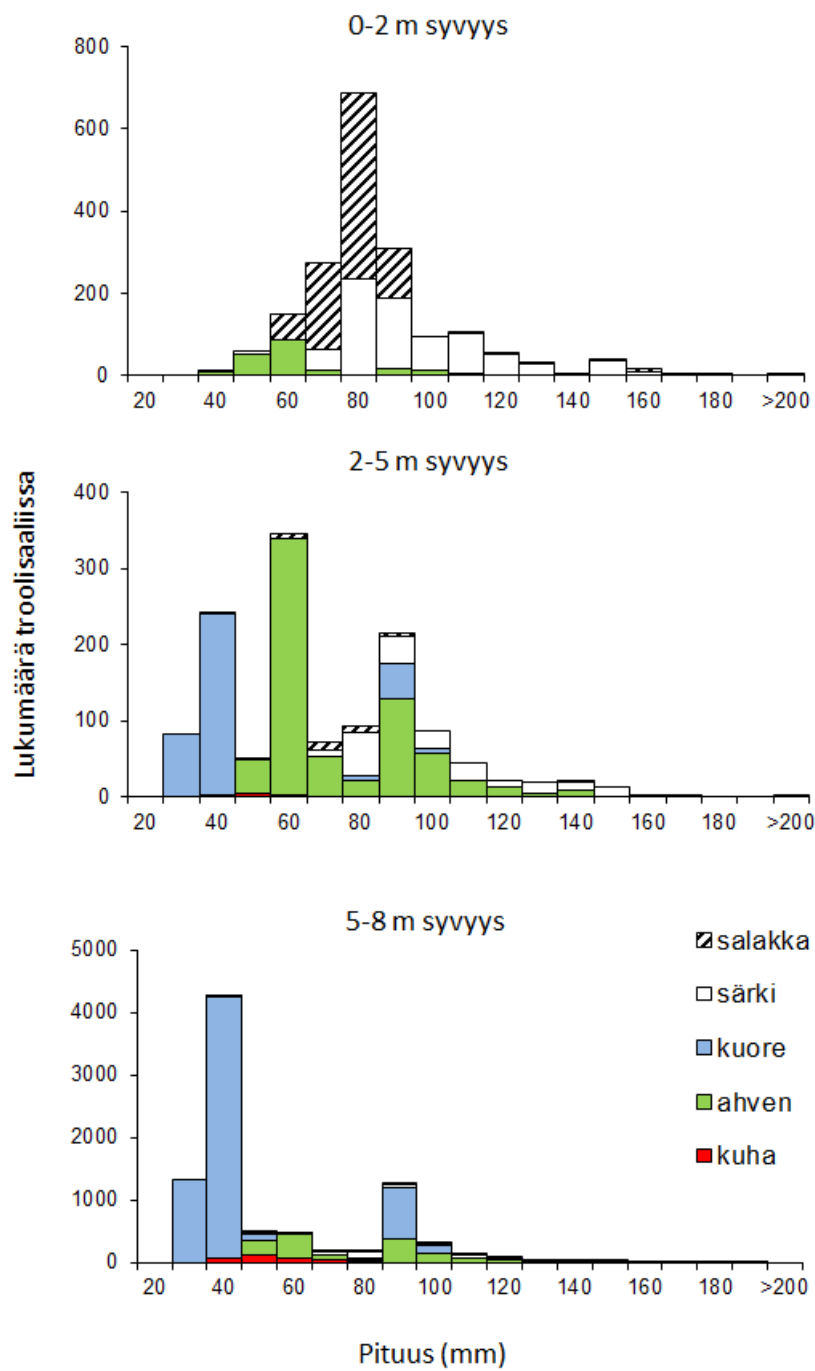 0-2 m syvyys
800
600
400
200
0
20 40 60 80 100 120 140 160 180 >200
2-5 m syvyys
Lukumäärä troolisaaliissa
400
300
200
100
0
20 40 60 80 100 120 140 160 180 >200
5-8 m syvyys
5000
4000
3000
2000
1000
0
salakka
särki
kuore
ahven
kuha
20 40 60 80 100 120 140 160 180 >200
Pituus (mm)